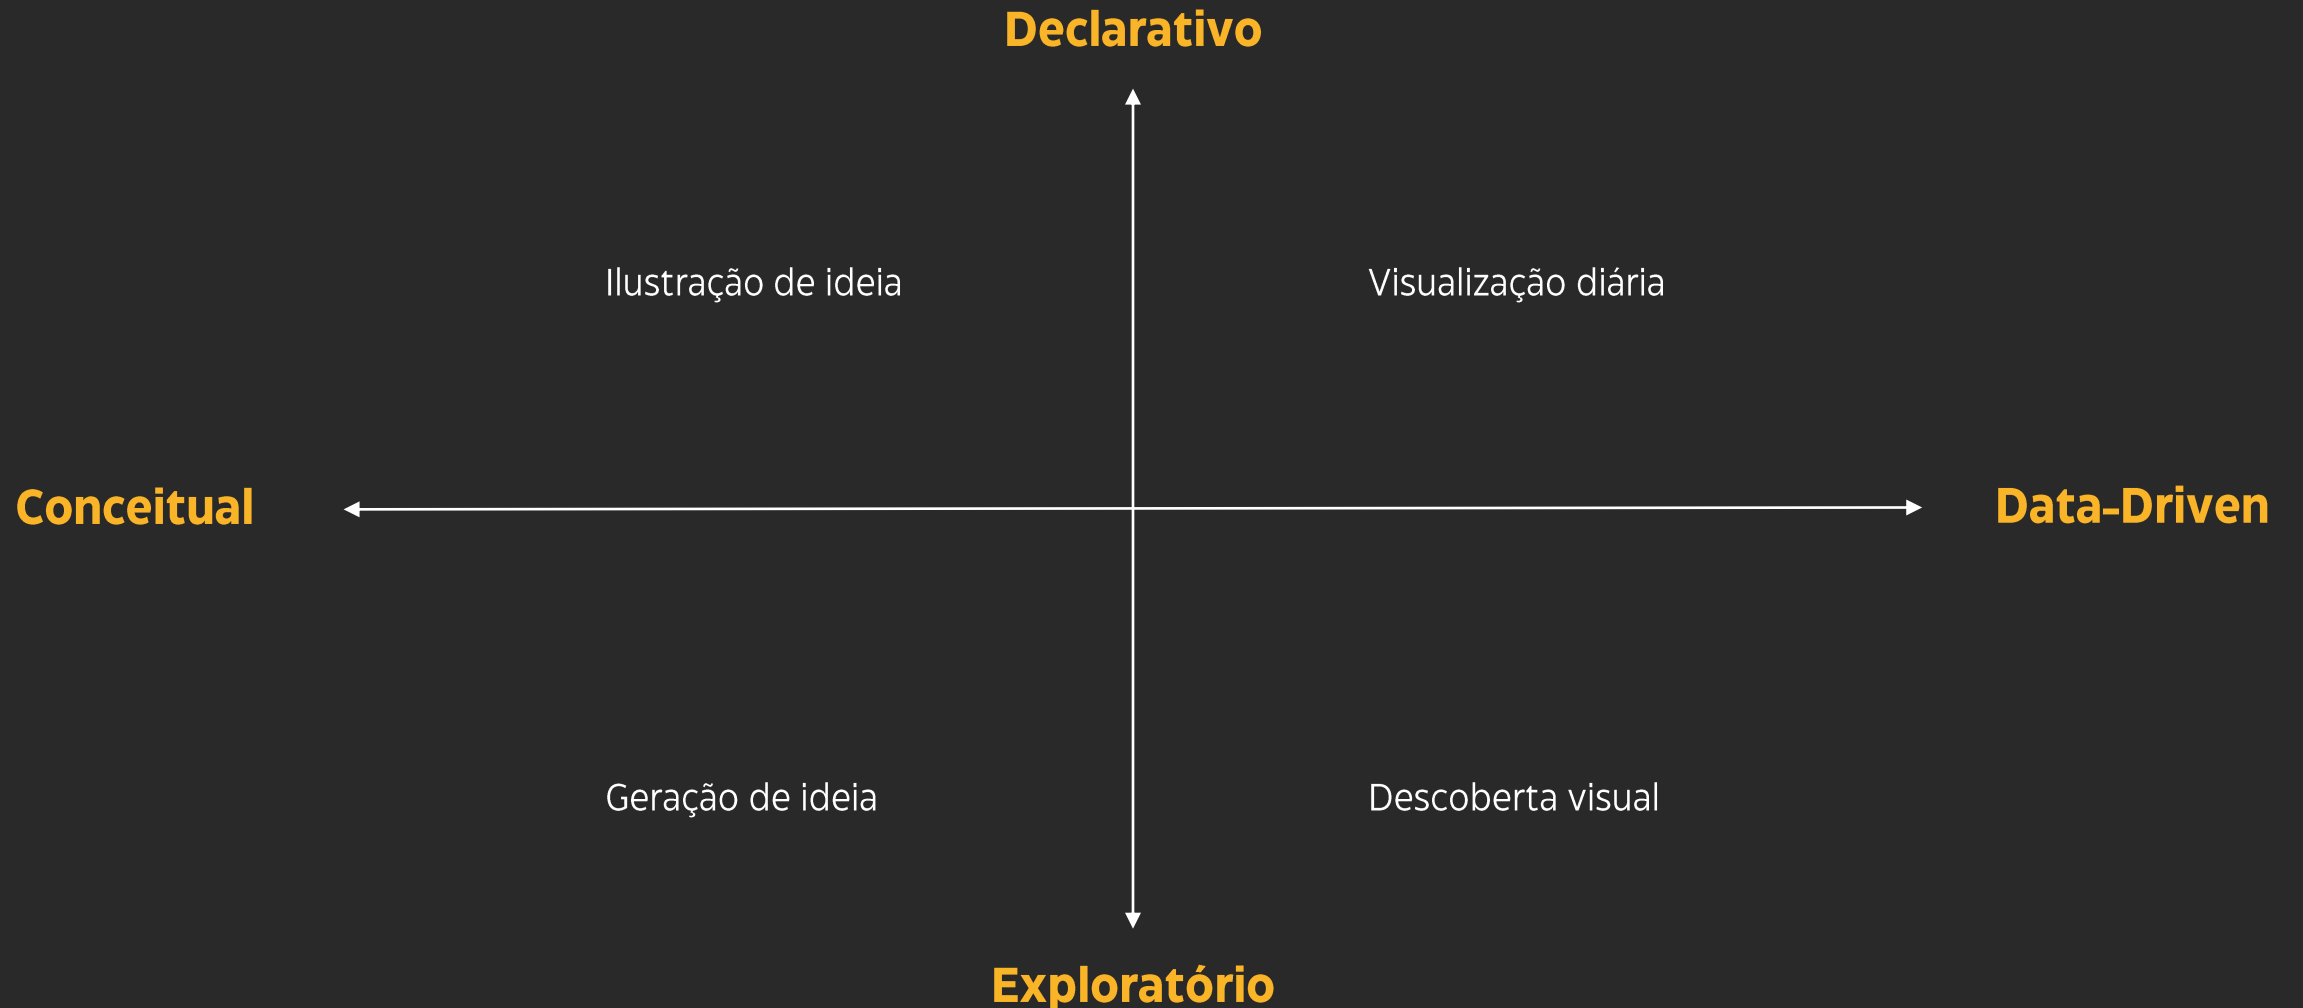 Declarativo
Ilustração de ideia
Visualização diária
Conceitual
Data-Driven
Geração de ideia
Descoberta visual
Exploratório